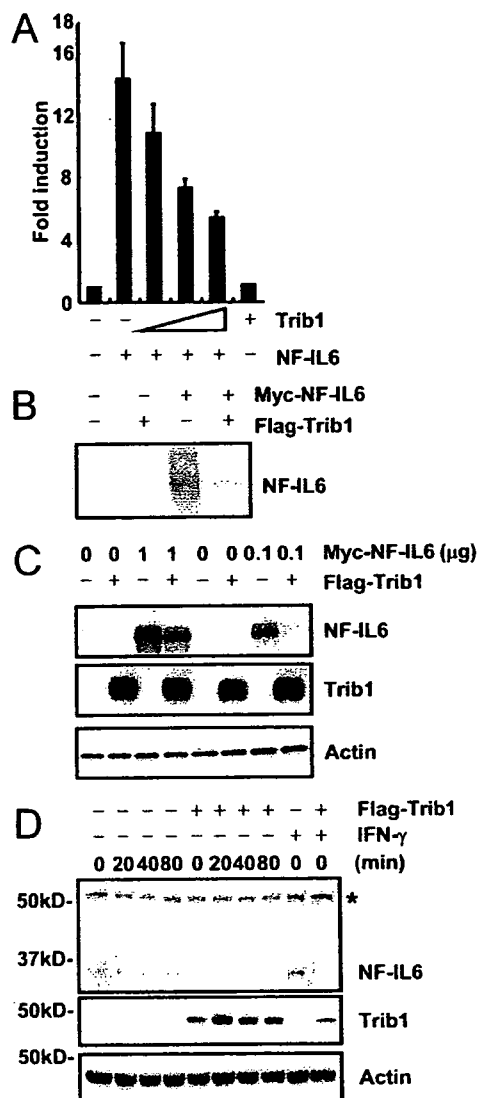 A
18
16
12
8
4
0
Fold induction
− − + Trib1
− + + + + − NF-IL6
B
− − + + Myc-NF-IL6
− + − + Flag-Trib1
NF-IL6
C
0 0 1 1 0 0 0.1 0.1 Myc-NF-IL6 (μg)
− + − + − + − + Flag-Trib1
NF-IL6
Trib1
Actin
D
− − − − + + + + − + Flag-Trib1
− − − − − − − − + + IFN-γ
0 20 40 80 0 20 40 80 0 0 (min)
50kD- *
37kD-
NF-IL6
50kD-
Trib1
50kD-
Actin